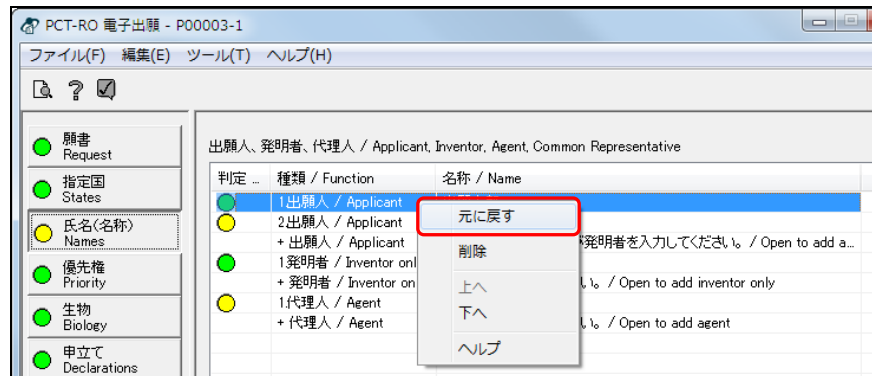 PCT-RO 電子出願 - P00003-1
ファイル(F) 編集(E) ツール(T) ヘルプ(H)
願書
Request
指定国
States
氏名(名称)
Names
優先権
Priority
生物
Biology
申立て
Declarations
出願人、発明者、代理人 / Applicant, Inventor, Agent, Common Representative
判定 ... 種類 / Function 名称 / Name
1出願人 / Applicant
2出願人 / Applicant
+ 出願人 / Applicant 発明者を入力してください。 / Open to add a...
1発明者 / Inventor onl
+ 発明者 / Inventor on い。 / Open to add inventor only
1代理人 / Agent
+ 代理人 / Agent い。 / Open to add agent
元に戻す
削除
上へ
下へ
ヘルプ